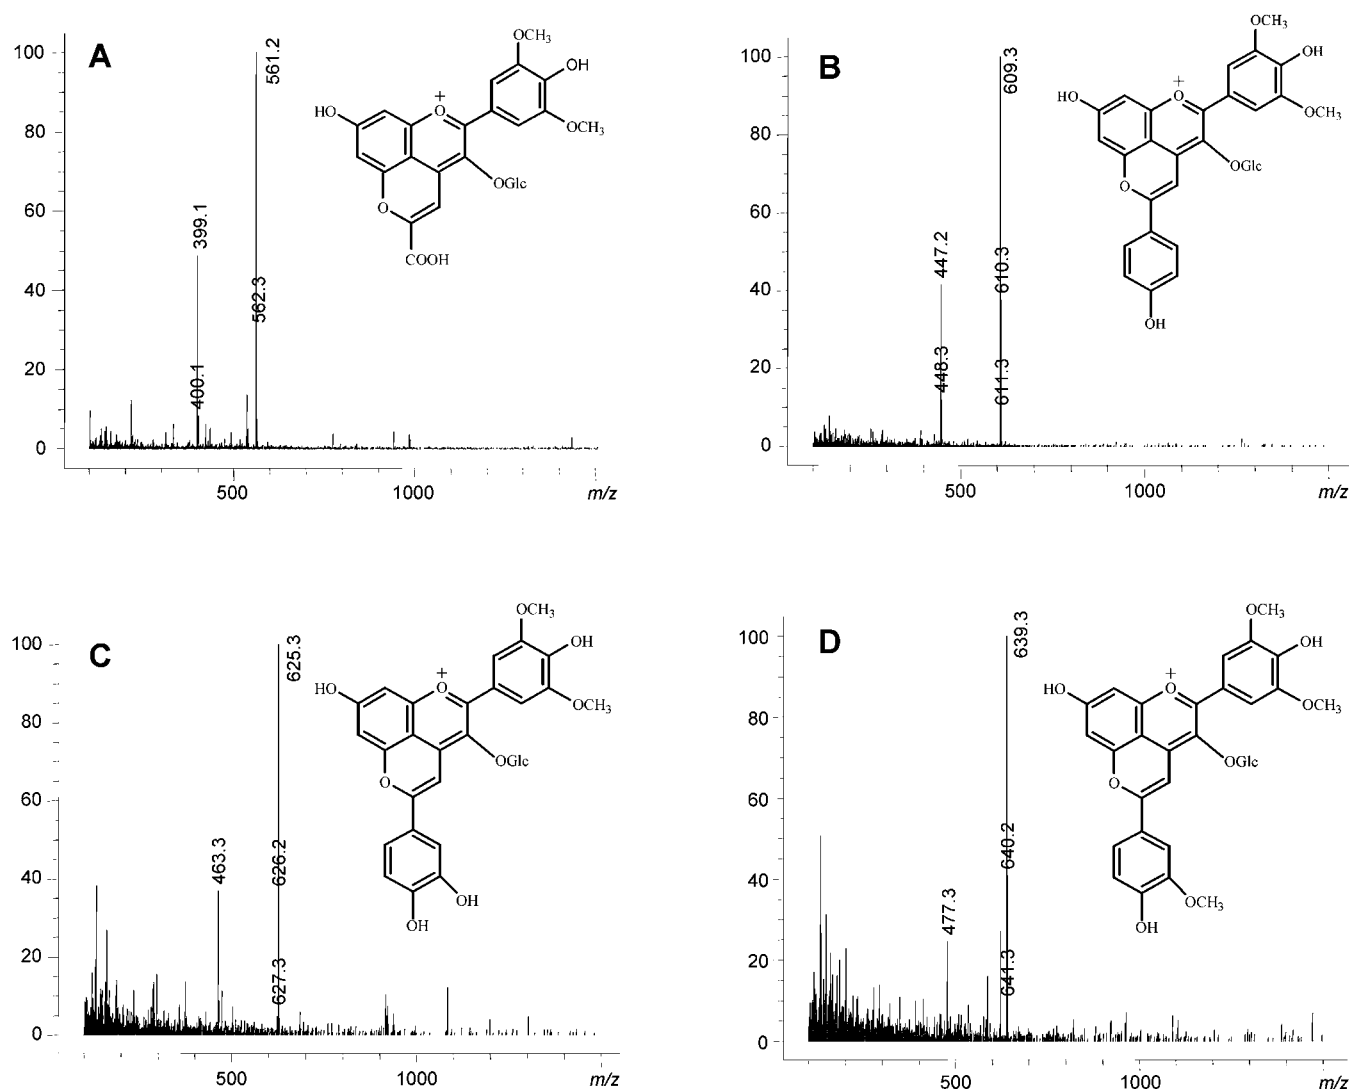 A
100
80
60
40
20
0
500
1000
m/z
561.2
562.3
399.1
400.1
OCH3
OH
OCH3
HO
+
O
OGlc
O
COOH
B
100
80
60
40
20
0
500
1000
m/z
609.3
610.3
611.3
447.2
448.3
OCH3
OH
OCH3
HO
+
O
OGlc
O
OH
C
100
80
60
40
20
0
500
1000
m/z
625.3
626.2
627.3
463.3
OCH3
OH
OCH3
HO
+
O
OGlc
O
OH
OH
D
100
80
60
40
20
0
500
1000
m/z
639.3
640.2
641.3
477.3
OCH3
OH
OCH3
HO
+
O
OGlc
O
OCH3
OH